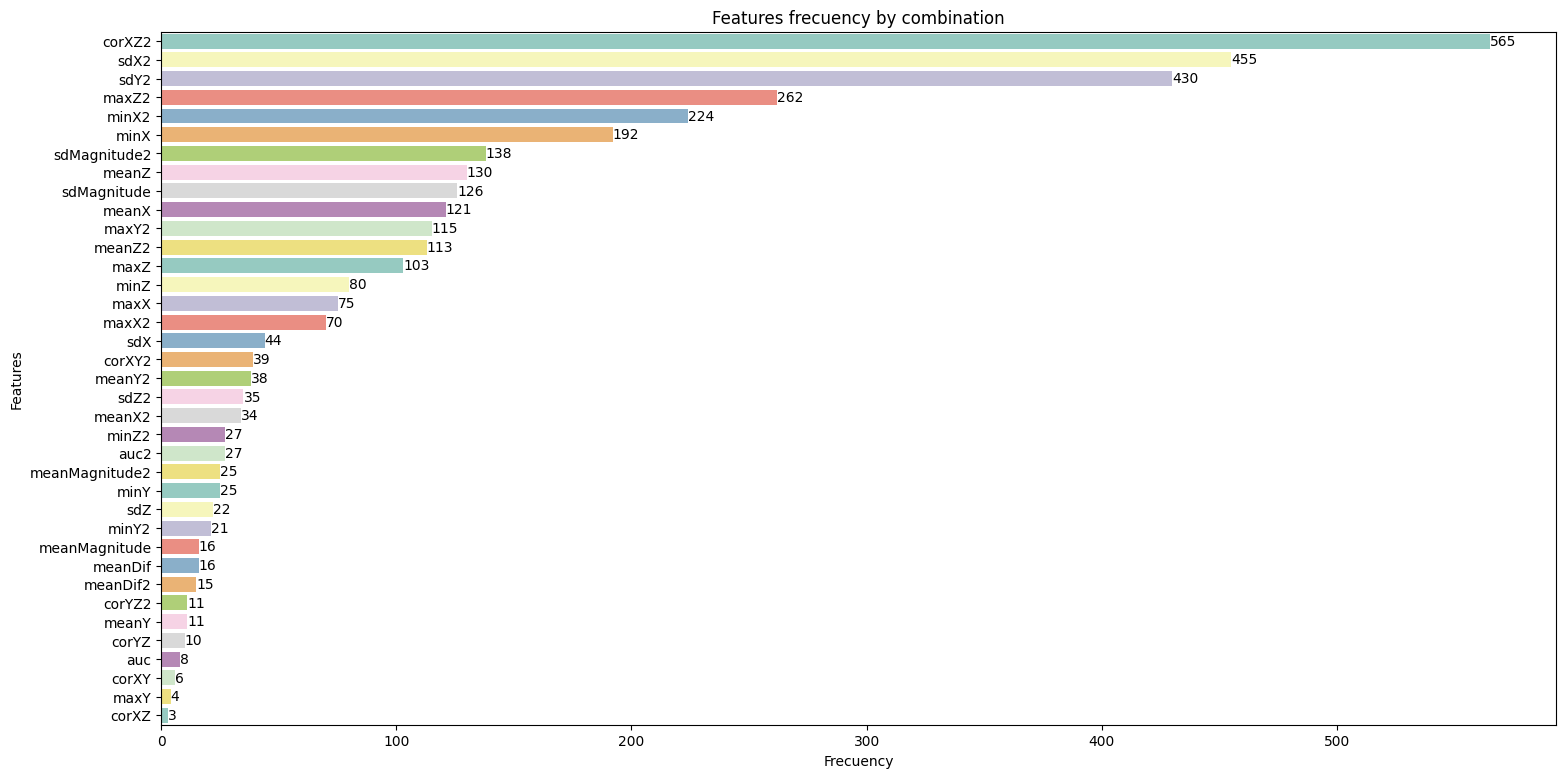 Features frecuency by combination
Features
corXZ2 565
sdX2 455
sdY2 430
maxZ2 262
minX2 224
minX 192
sdMagnitude2 138
meanZ 130
sdMagnitude 126
meanX 121
maxY2 115
meanZ2 113
maxZ 103
minZ 80
maxX 75
maxX2 70
sdX 44
corXY2 39
meanY2 38
sdZ2 35
meanX2 34
minZ2 27
auc2 27
meanMagnitude2 25
minY 25
sdZ 22
minY2 21
meanMagnitude 16
meanDif 16
meanDif2 15
corYZ2 11
meanY 11
corYZ 10
auc 8
corXY 6
maxY 4
corXZ 3
0 100 200 300 400 500
Frecuency